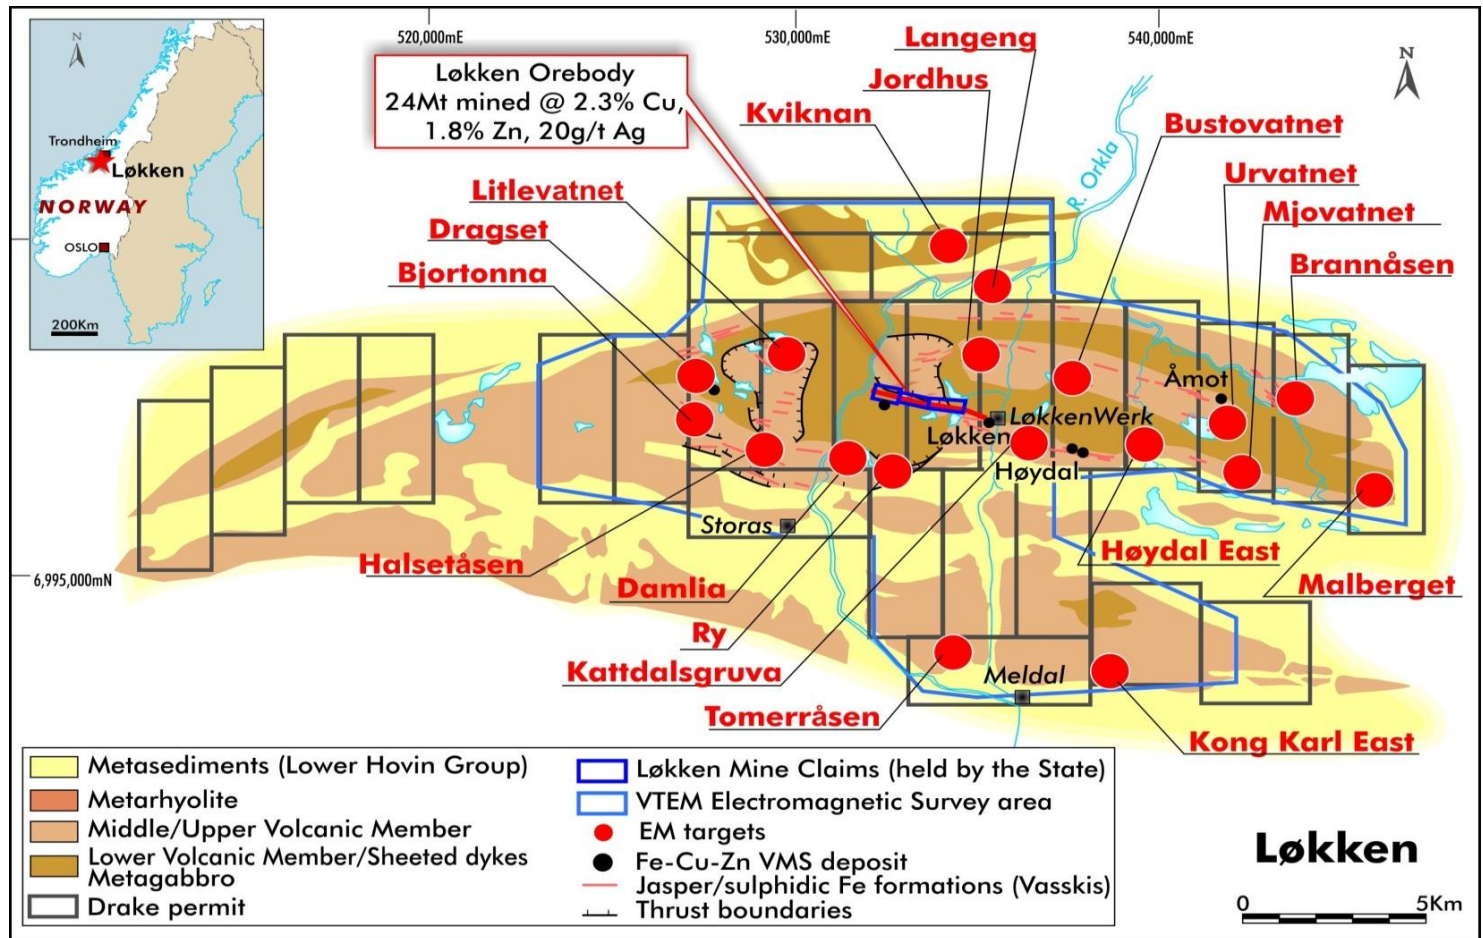 520,000mE
530,000mE
540,000mE
N
Trondheim
Løkken
NORWAY
OSLO
200Km
N
Løkken Orebody
24Mt mined @ 2.3% Cu,
1.8% Zn, 20g/t Ag
Langeng
Jordhus
Kviknan
Bustovatnet
R. Orkla
Urvatnet
Mjovatnet
Brannåsen
Litlevatnet
Dragset
Bjortonna
Åmot
LøkkenWerk
Løkken
Høydal
Storas
Halsetåsen
Damlia
Ry
Kattdalsgruva
Tomerråsen
Meldal
Høydal East
Malberget
Kong Karl East
6,995,000mN
Metasediments (Lower Hovin Group)
Metarhyolite
Middle/Upper Volcanic Member
Lower Volcanic Member/Sheeted dykes
Metagabbro
Drake permit
Løkken Mine Claims (held by the State)
VTEM Electromagnetic Survey area
EM targets
Fe-Cu-Zn VMS deposit
Jasper/sulphidic Fe formations (Vasskis)
Thrust boundaries
Løkken
0 5Km